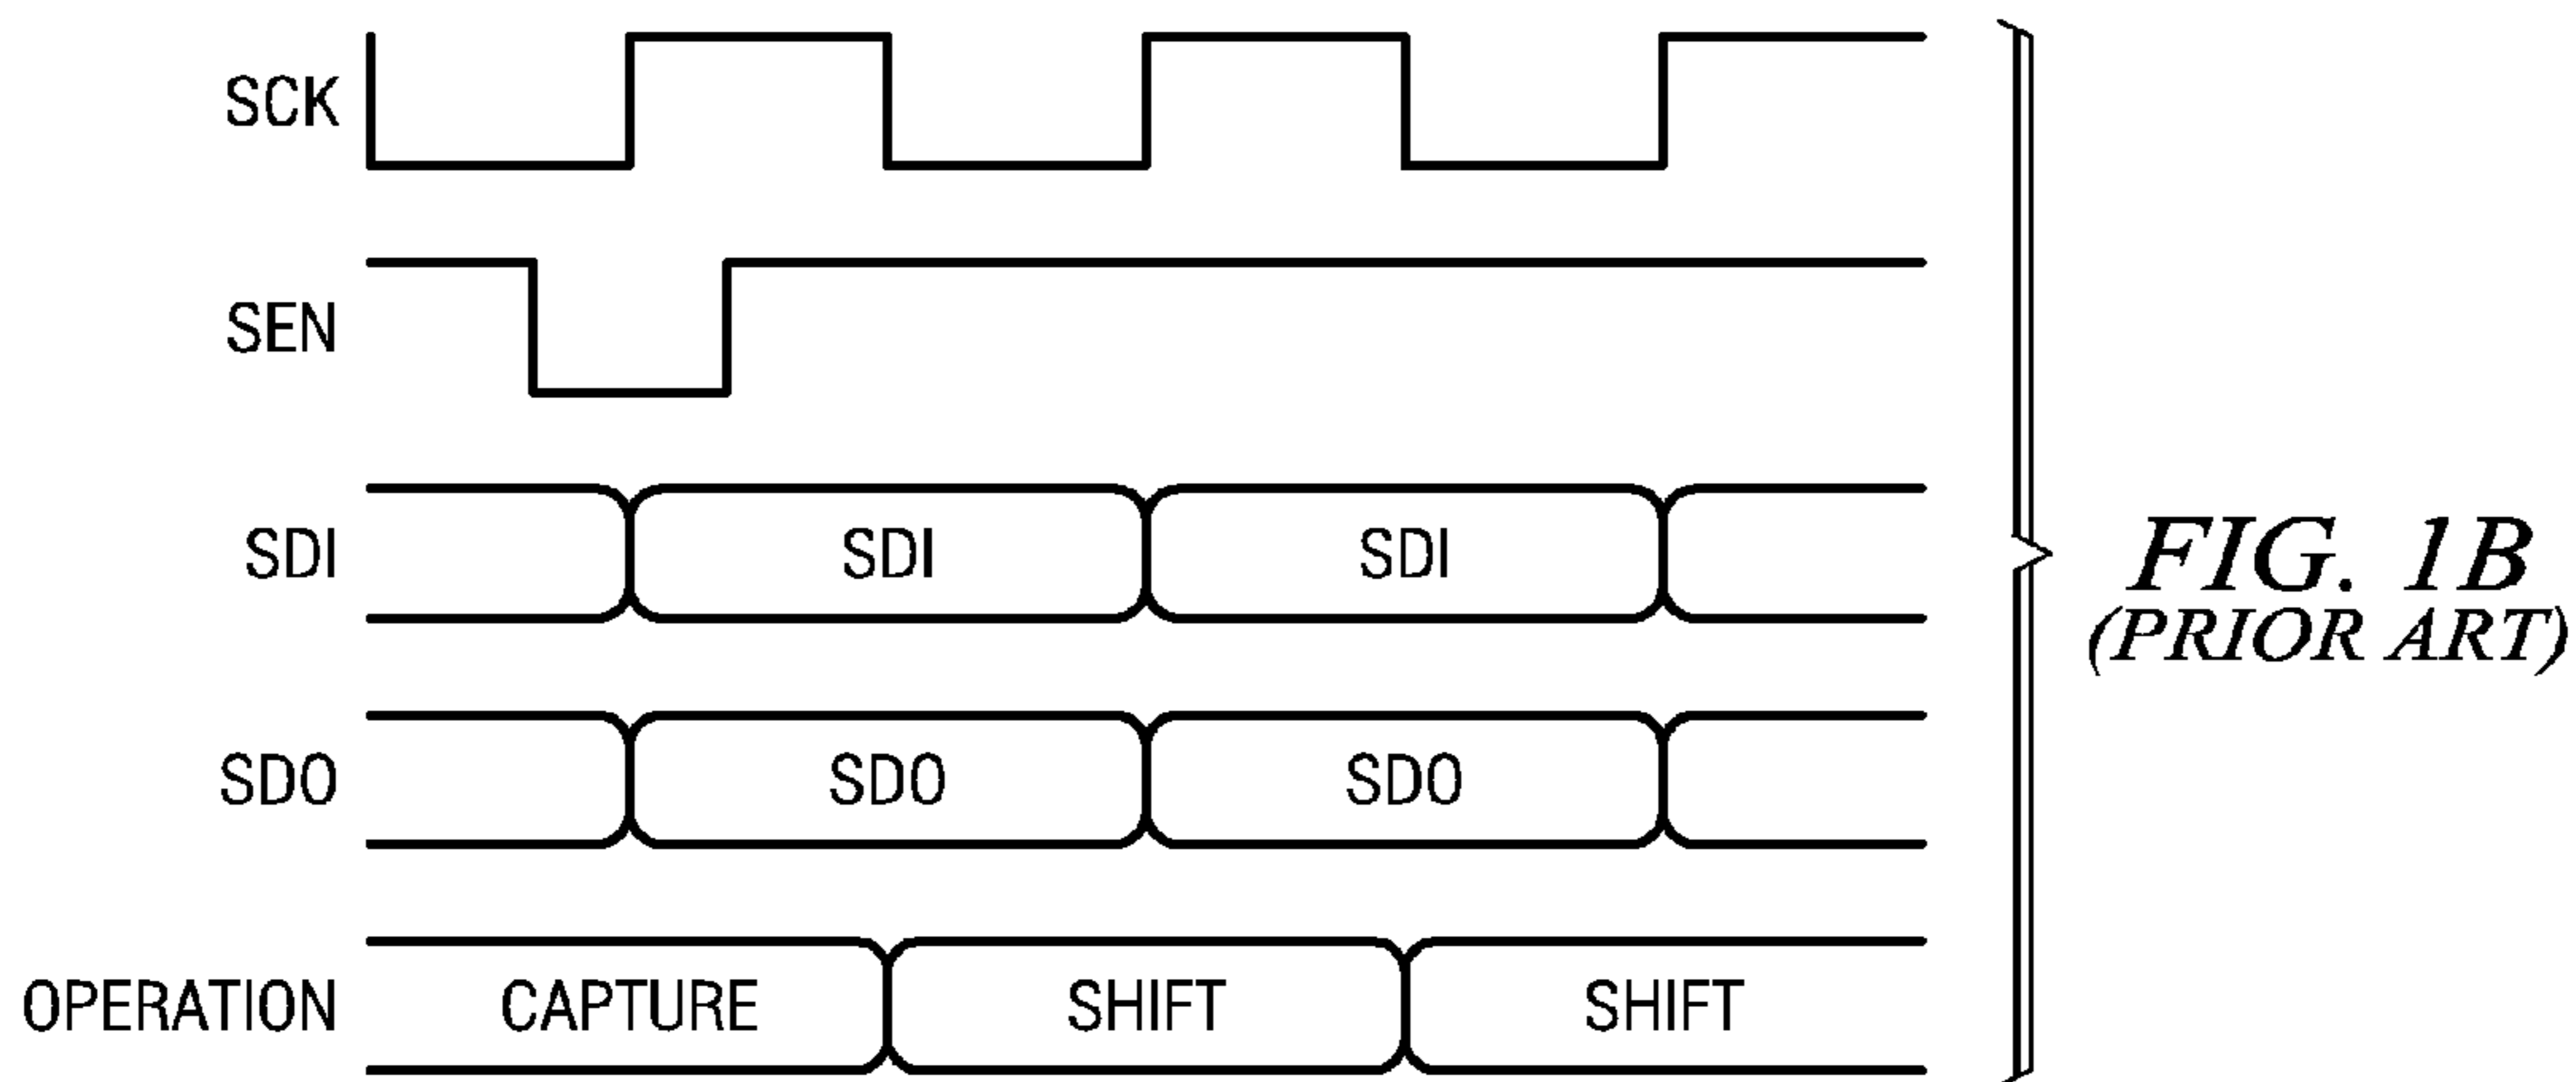 SCK
SEN
SDI SDI SDI
SDO SDO SDO
OPERATION CAPTURE SHIFT SHIFT
FIG. 1B
(PRIOR ART)